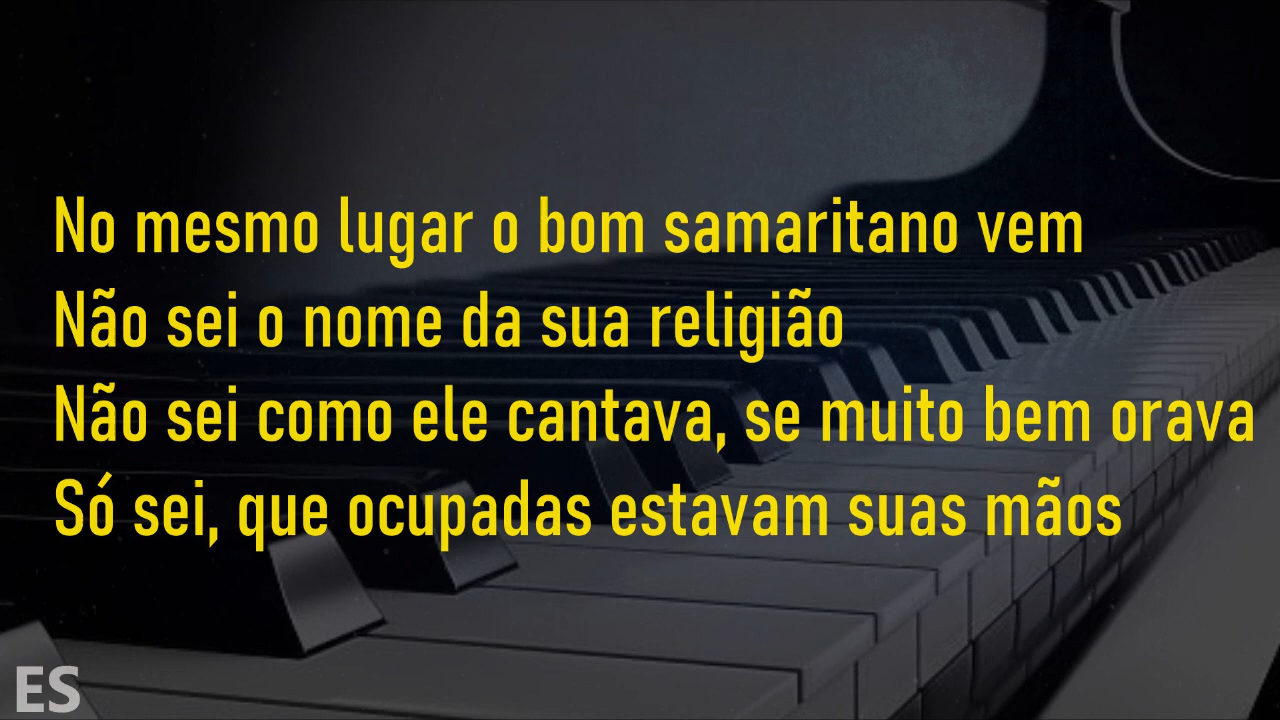 No mesmo lugar o bom samaritano vem
Não sei o nome da sua religião
Não sei como ele cantava, se muito bem orava
Só sei, que ocupadas estavam suas mãos
ES